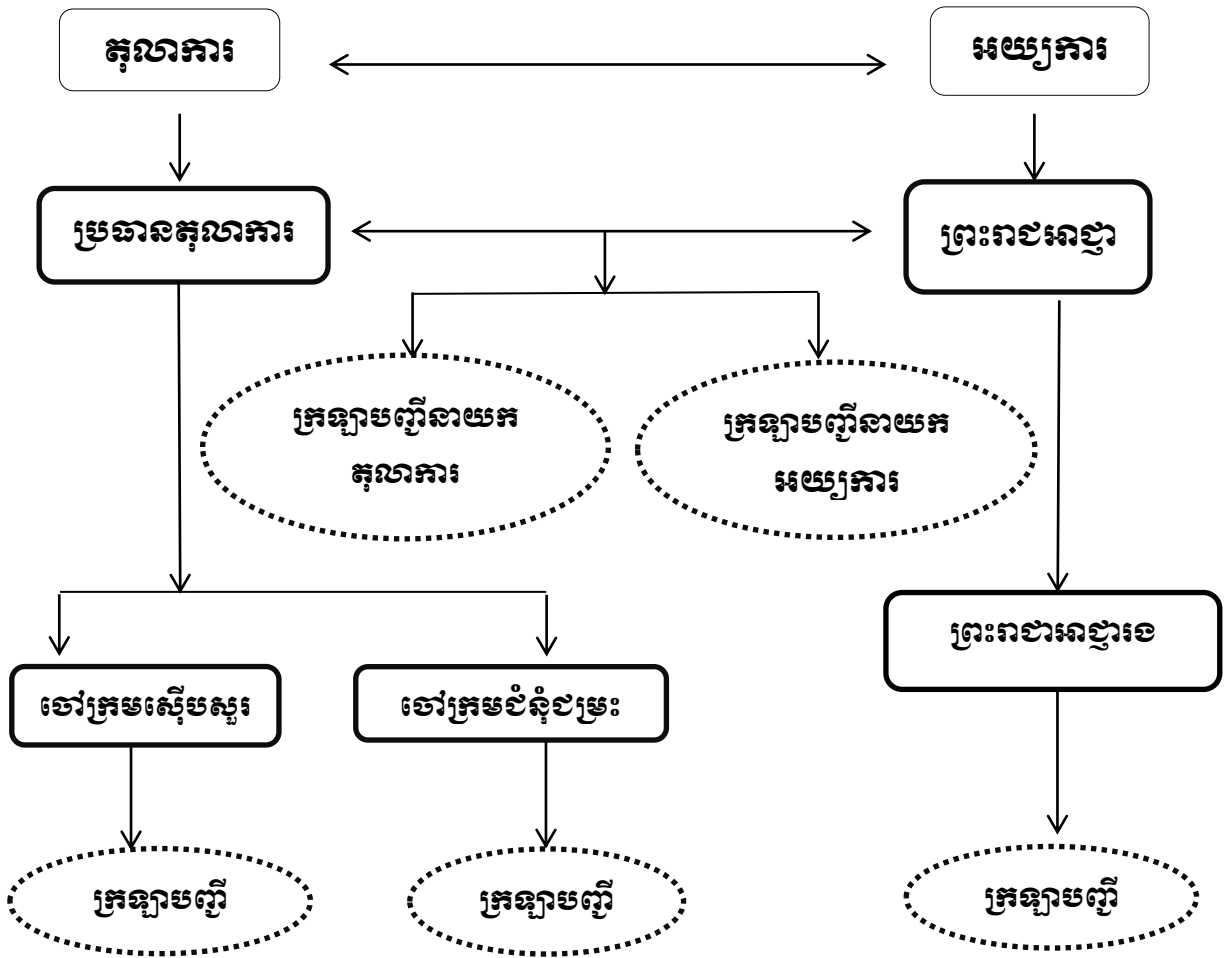 តុលាការ
អយ្យការ
ប្រធានតុលាការ
ព្រះរាជអាជ្ញា
ក្រឡាបញ្ជីនាយក
តុលាការ
ក្រឡាបញ្ជីនាយក
អយ្យការ
ព្រះរាជាអាជ្ញារង
ចៅក្រមស៊ើបសួរ
ចៅក្រមជំនុំជម្រះ
ក្រឡាបញ្ជី
ក្រឡាបញ្ជី
ក្រឡាបញ្ជី